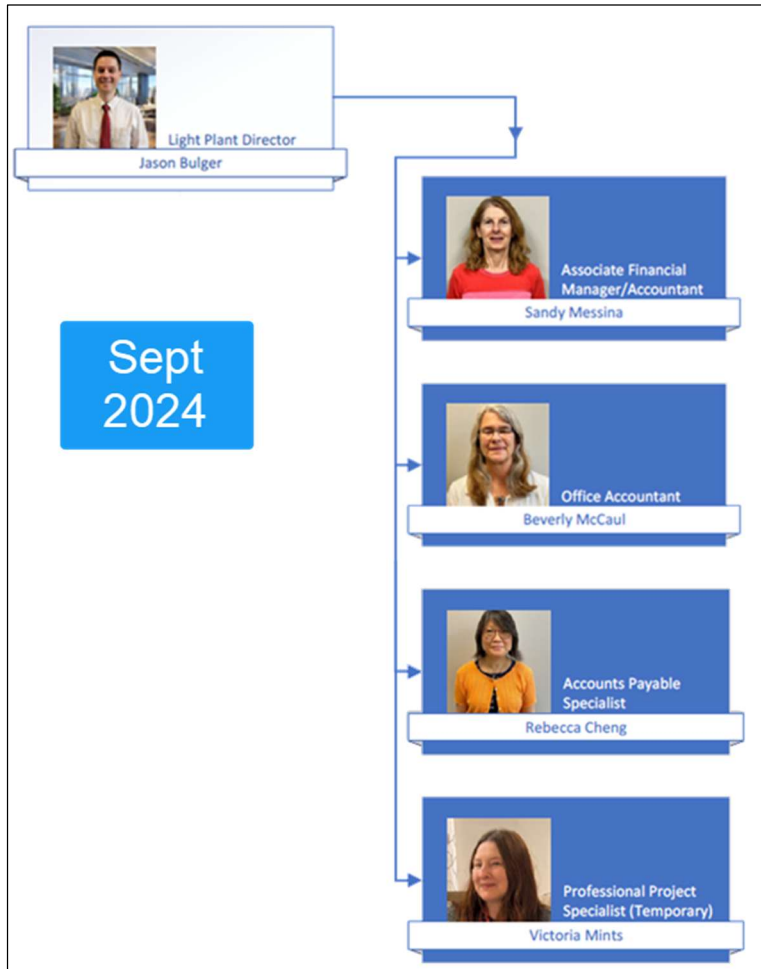 Light Plant Director
Jason Bulger
Associate Financial
Manager/Accountant
Sandy Messina
Sept
2024
Office Accountant
Beverly McCaul
Accounts Payable
Specialist
Rebecca Cheng
Professional Project
Specialist (Temporary)
Victoria Mints